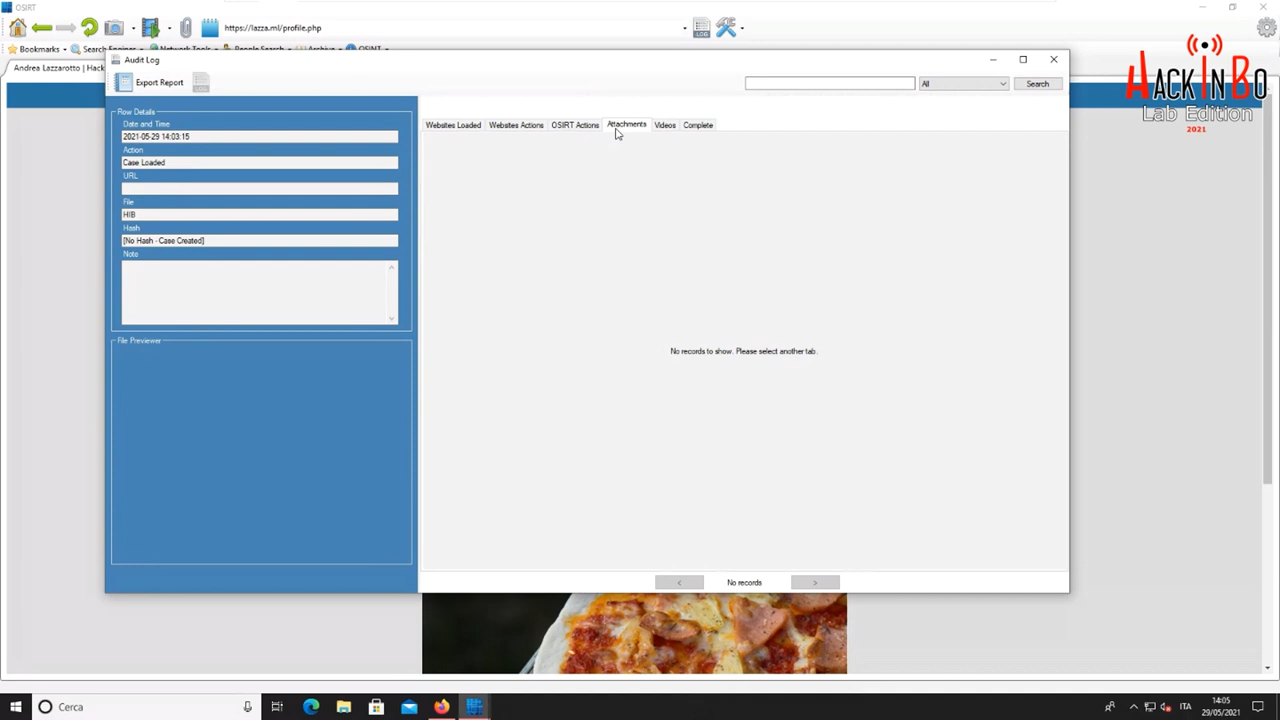 OSIRT
https://lazza.ml/profile.php
LOG
Bookmarks
Andrea Lazzarotto | Hac
Audit Log
Export Report
LOG
All
Search
HACKINBO
Lab Edition
2021
Row Details
Date and Time
2021-05-29 14:03:15
Action
Case Loaded
URL
File
HIB
Hash
[No Hash - Case Created]
Note
File Previewer
Websites Loaded
Websites Actions
OSIRT Actions
Attachments
Videos
Complete
No records to show. Please select another tab.
<
No records
>
Cerca
ITA
14:05
29/05/2021